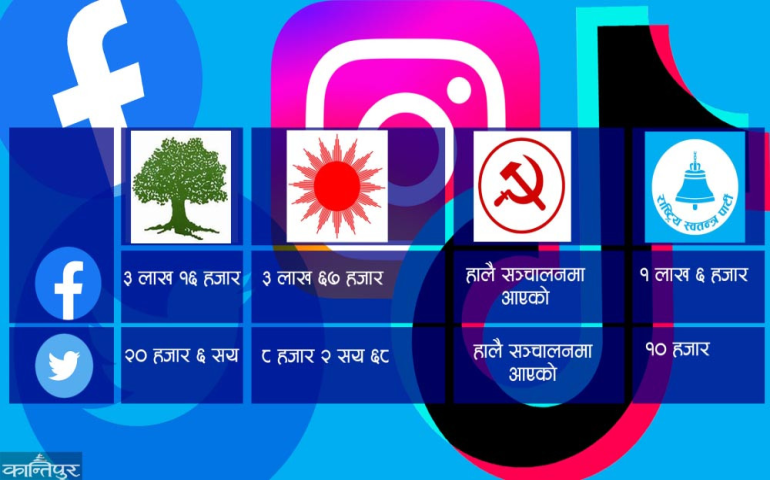 राष्ट्रिय स्वतन्त्र पार्टी
३ लाख १६ हजार
३ लाख ६७ हजार
हालै सञ्चालनमा
आएको
१ लाख ६ हजार
२० हजार ६ सय
८ हजार २ सय ६८
हालै सञ्चालनमा
आएको
१० हजार
कान्तिपुर